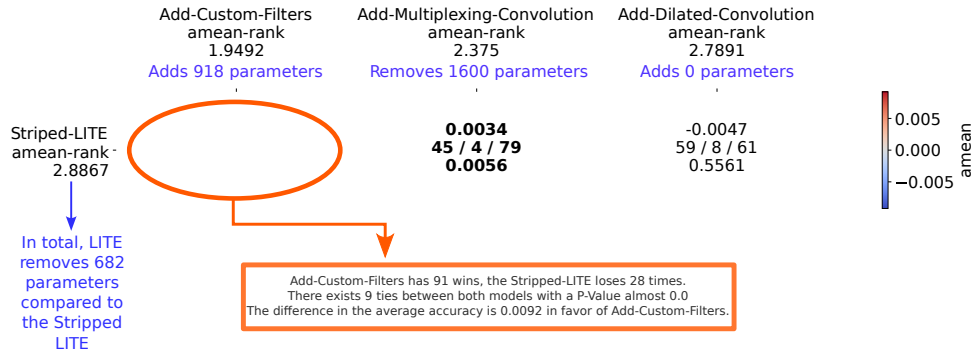 Add-Custom-Filters
amean-rank
1.9492
Adds 918 parameters
Add-Multiplexing-Convolution
amean-rank
2.375
Removes 1600 parameters
Add-Dilated-Convolution
amean-rank
2.7891
Adds 0 parameters
Striped-LITE
amean-rank
2.8867
0.0034
45 / 4 / 79
0.0056
-0.0047
59 / 8 / 61
0.5561
0.005
0.000
−0.005
amean
In total, LITE
removes 682
parameters
compared to
the Stripped
LITE
Add-Custom-Filters has 91 wins, the Stripped-LITE loses 28 times.
There exists 9 ties between both models with a P-Value almost 0.0
The difference in the average accuracy is 0.0092 in favor of Add-Custom-Filters.